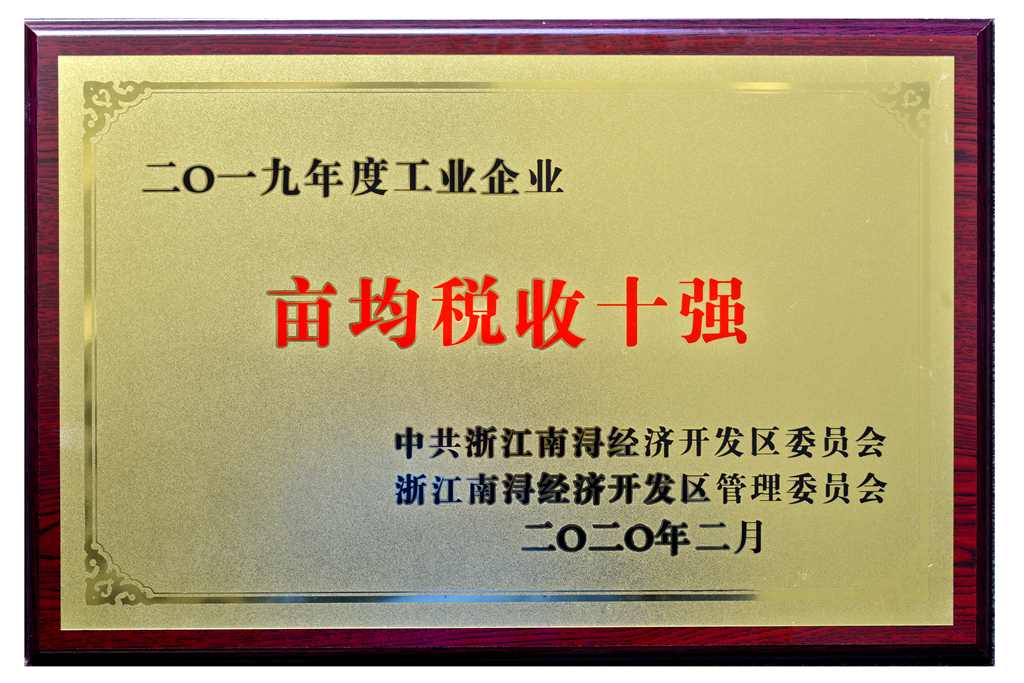 二〇一九年度工业企业
亩均税收十强
中共浙江南浔经济开发区委员会
浙江南浔经济开发区管理委员会
二〇二〇年二月